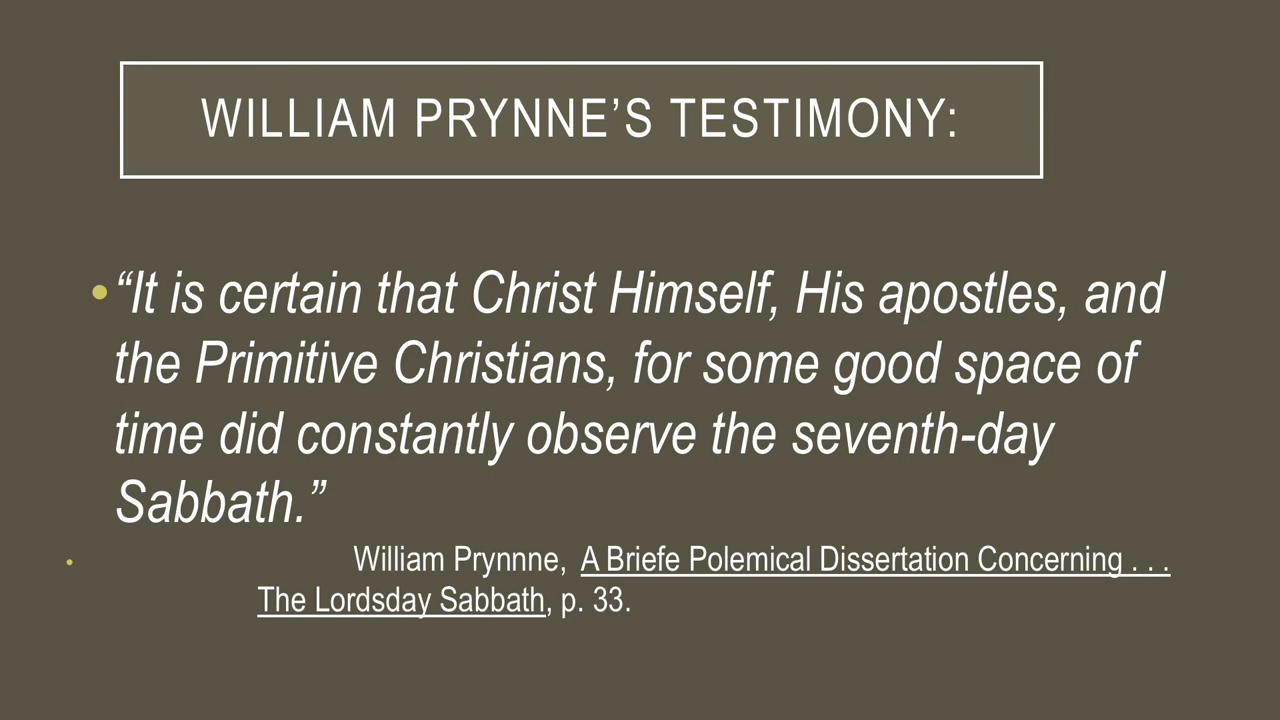 WILLIAM PRYNNE’S TESTIMONY:
•“It is certain that Christ Himself, His apostles, and
the Primitive Christians, for some good space of
time did constantly observe the seventh-day
Sabbath.”
• William Prynnne, A Briefe Polemical Dissertation Concerning . . .
The Lordsday Sabbath, p. 33.